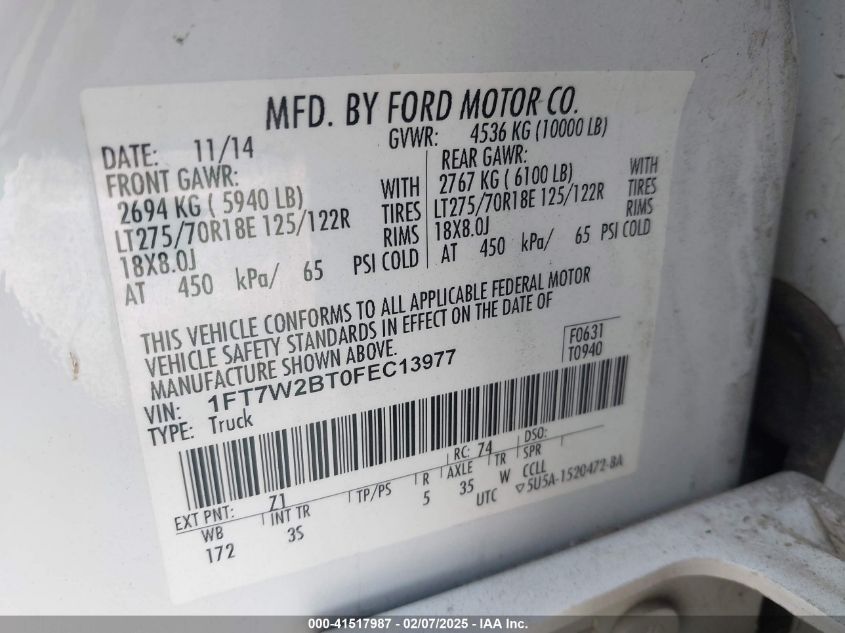 MFD. BY FORD MOTOR CO.
DATE: 11/14 GVWR: 4536 KG (10000 LB)
FRONT GAWR: REAR GAWR:
2694 KG ( 5940 LB) WITH 2767 KG ( 6100 LB) WITH
LT275/70R18E 125/122R TIRES LT275/70R18E 125/122R TIRES
18X8.0J RIMS 18X8.0J RIMS
AT 450 kPa/ 65 PSI COLD AT 450 kPa/ 65 PSI COLD
THIS VEHICLE CONFORMS TO ALL APPLICABLE FEDERAL MOTOR
VEHICLE SAFETY STANDARDS IN EFFECT ON THE DATE OF
MANUFACTURE SHOWN ABOVE.
F0631
T0940
VIN: 1FT7W2BT0FEC13977
TYPE: Truck
RC: 74 DSO:
EXT PNT: Z1
WB INT TR TP/PS R AXLE TR SPR
172 3S 5 35 W CCLL
UTC ▽5U5A-1520472-BA
000-41517987 - 02/07/2025 - IAA Inc.